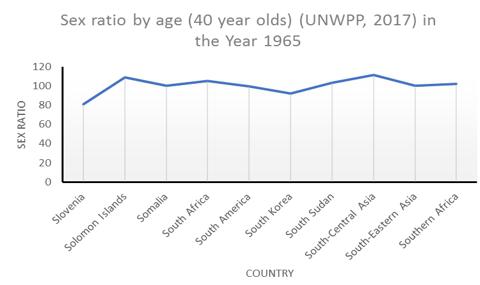 Sex ratio by age (40 year olds) (UNWPP, 2017) in
the Year 1965
120
100
80
60
40
20
0
SEX RATIO
Slovenia
Solomon Islands
Somalia
South Africa
South America
South Korea
South Sudan
South-Central Asia
South-Eastern Asia
Southern Africa
COUNTRY